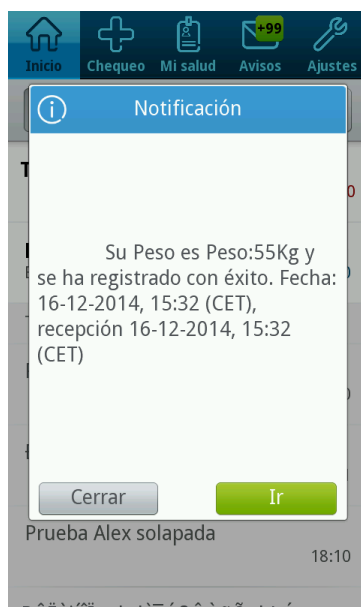 +99
Inicio Chequeo Mi salud Avisos Ajustes
Notificación
Su Peso es Peso:55Kg y
se ha registrado con éxito. Fecha:
16-12-2014, 15:32 (CET),
recepción 16-12-2014, 15:32
(CET)
Cerrar Ir
Prueba Alex solapada
18:10